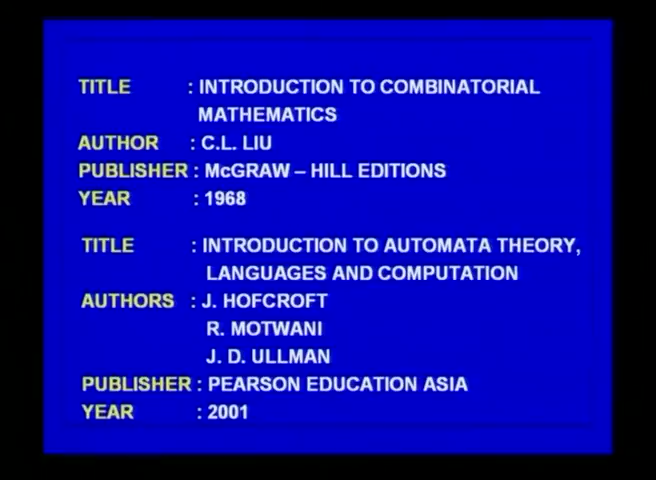 TITLE : INTRODUCTION TO COMBINATORIAL
MATHEMATICS
AUTHOR : C.L. LIU
PUBLISHER : McGRAW – HILL EDITIONS
YEAR : 1968
TITLE : INTRODUCTION TO AUTOMATA THEORY,
LANGUAGES AND COMPUTATION
AUTHORS : J. HOFCROFT
R. MOTWANI
J. D. ULLMAN
PUBLISHER : PEARSON EDUCATION ASIA
YEAR : 2001